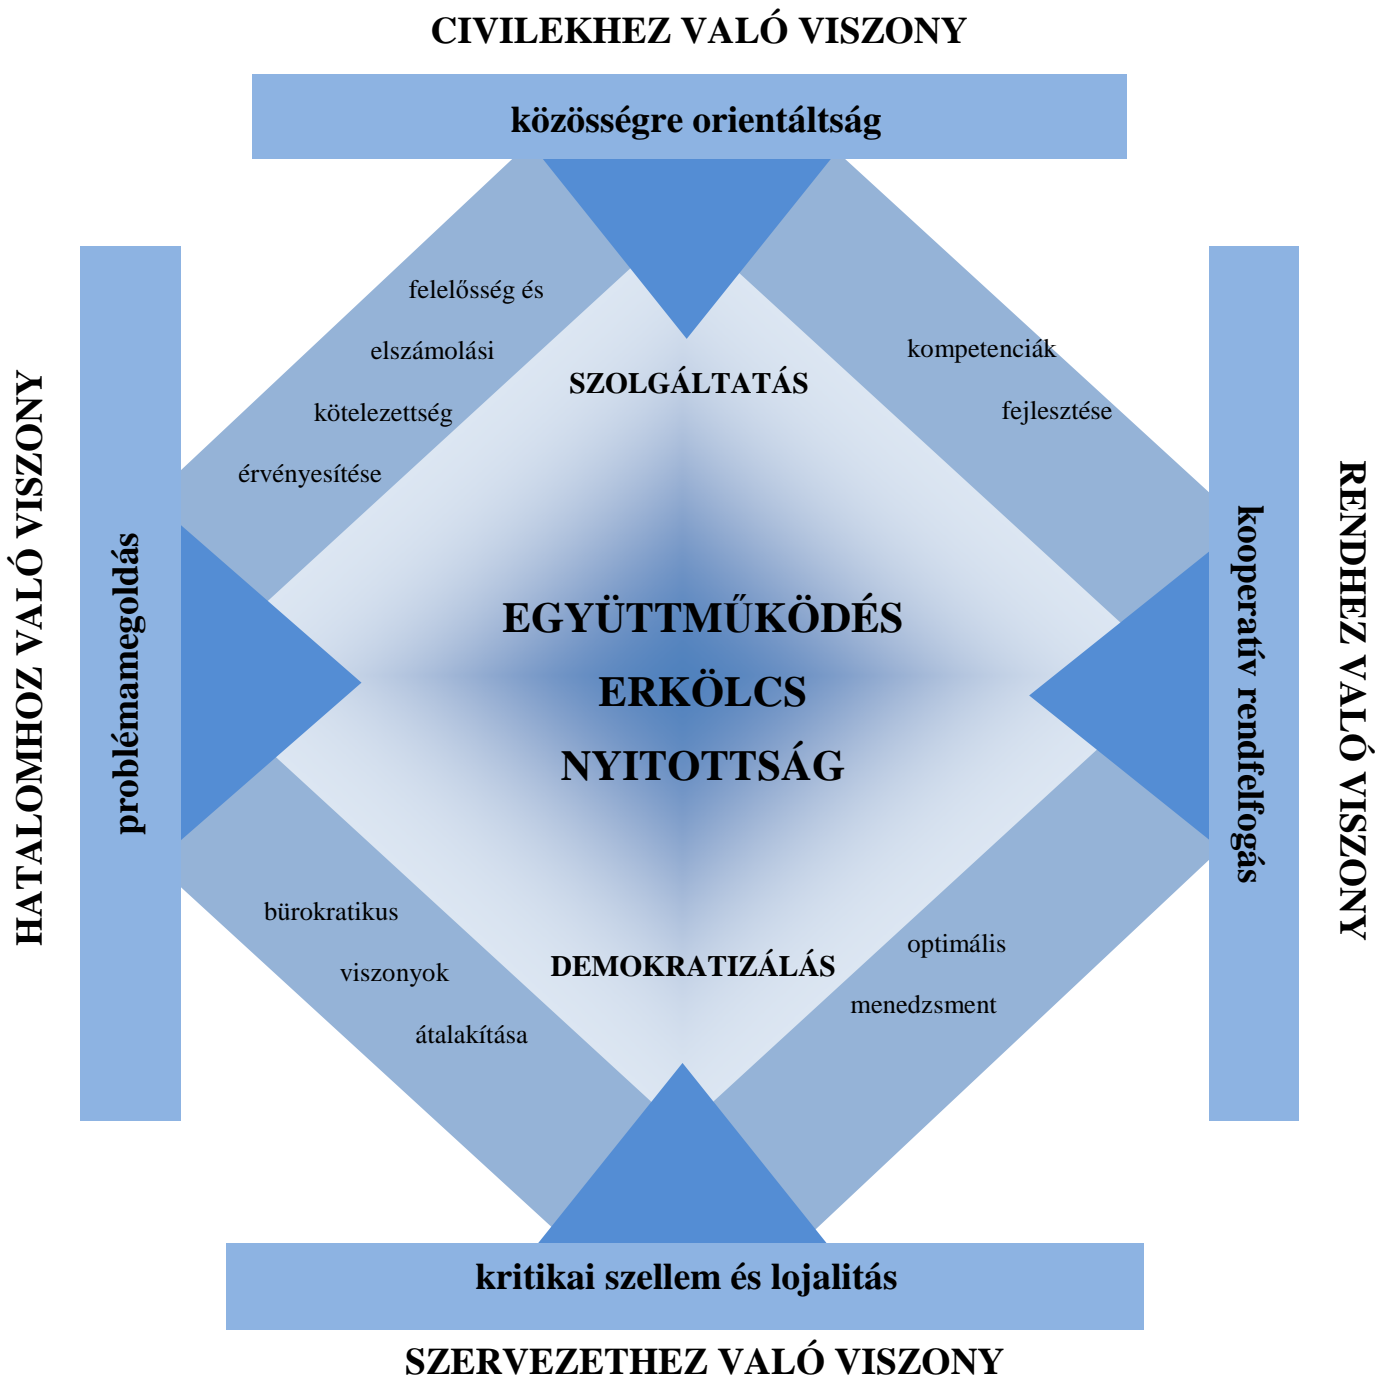 CIVILEKHEZ VALÓ VISZONY
közösségre orientáltság
felelősség és
elszámolási
kötelezettség
érvényesítése
kompetenciák
fejlesztése
SZOLGÁLTATÁS
HATALOMHOZ VALÓ VISZONY
problémamegoldás
EGYÜTTMŰKÖDÉS
ERKÖLCS
NYITOTTSÁG
kooperatív rendfelfogás
RENDHEZ VALÓ VISZONY
bürokratikus
viszonyok
átalakítása
DEMOKRATIZÁLÁS
optimális
menedzsment
kritikai szellem és lojalitás
SZERVEZETHEZ VALÓ VISZONY